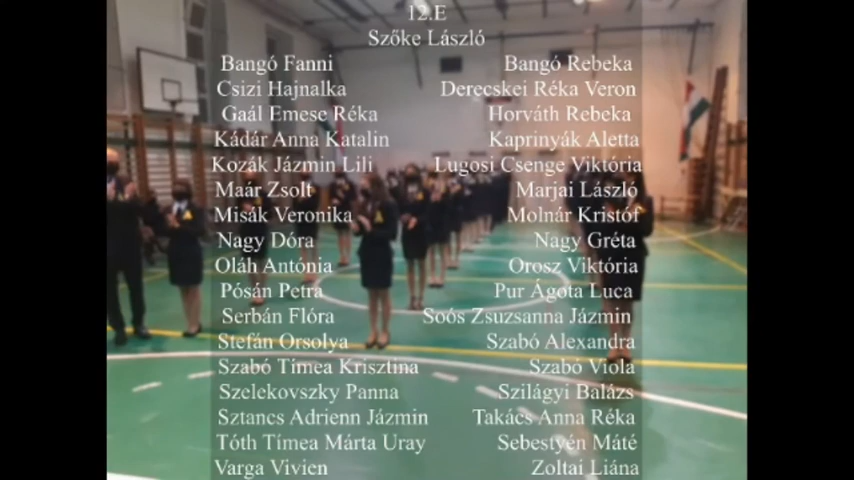 12.E
Szőke László
Bangó Fanni Bangó Rebeka
Csizi Hajnalka Derecskei Réka Veron
Gaál Emese Réka Horváth Rebeka
Kádár Anna Katalin Kaprinyák Aletta
Kozák Jázmin Lili Lugosi Csenge Viktória
Maár Zsolt Marjai László
Misák Veronika Molnár Kristóf
Nagy Dóra Nagy Gréta
Oláh Antónia Orosz Viktória
Pósán Petra Pur Ágota Luca
Serbán Flóra Soós Zsuzsanna Jázmin
Stefán Orsolya Szabó Alexandra
Szabó Tímea Krisztina Szabó Viola
Szelekovszky Panna Szilágyi Balázs
Sztancs Adrienn Jázmin Takács Anna Réka
Tóth Tímea Márta Uray Sebestyén Máté
Varga Vivien Zoltai Liána